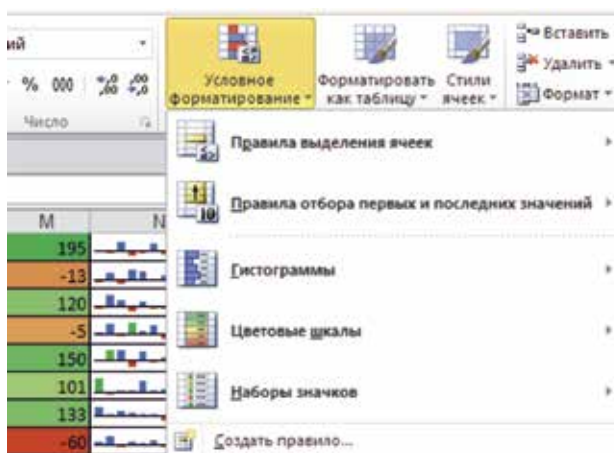 ий
% 000
Число
Условное форматирование
Форматировать как таблицу
Стили ячеек
Вставить
Удалить
Формат
Правила выделения ячеек
Правила отбора первых и последних значений
Гистограммы
Цветовые шкалы
Наборы значков
Создать правило...
M N
195
-13
120
-5
150
101
133
-60